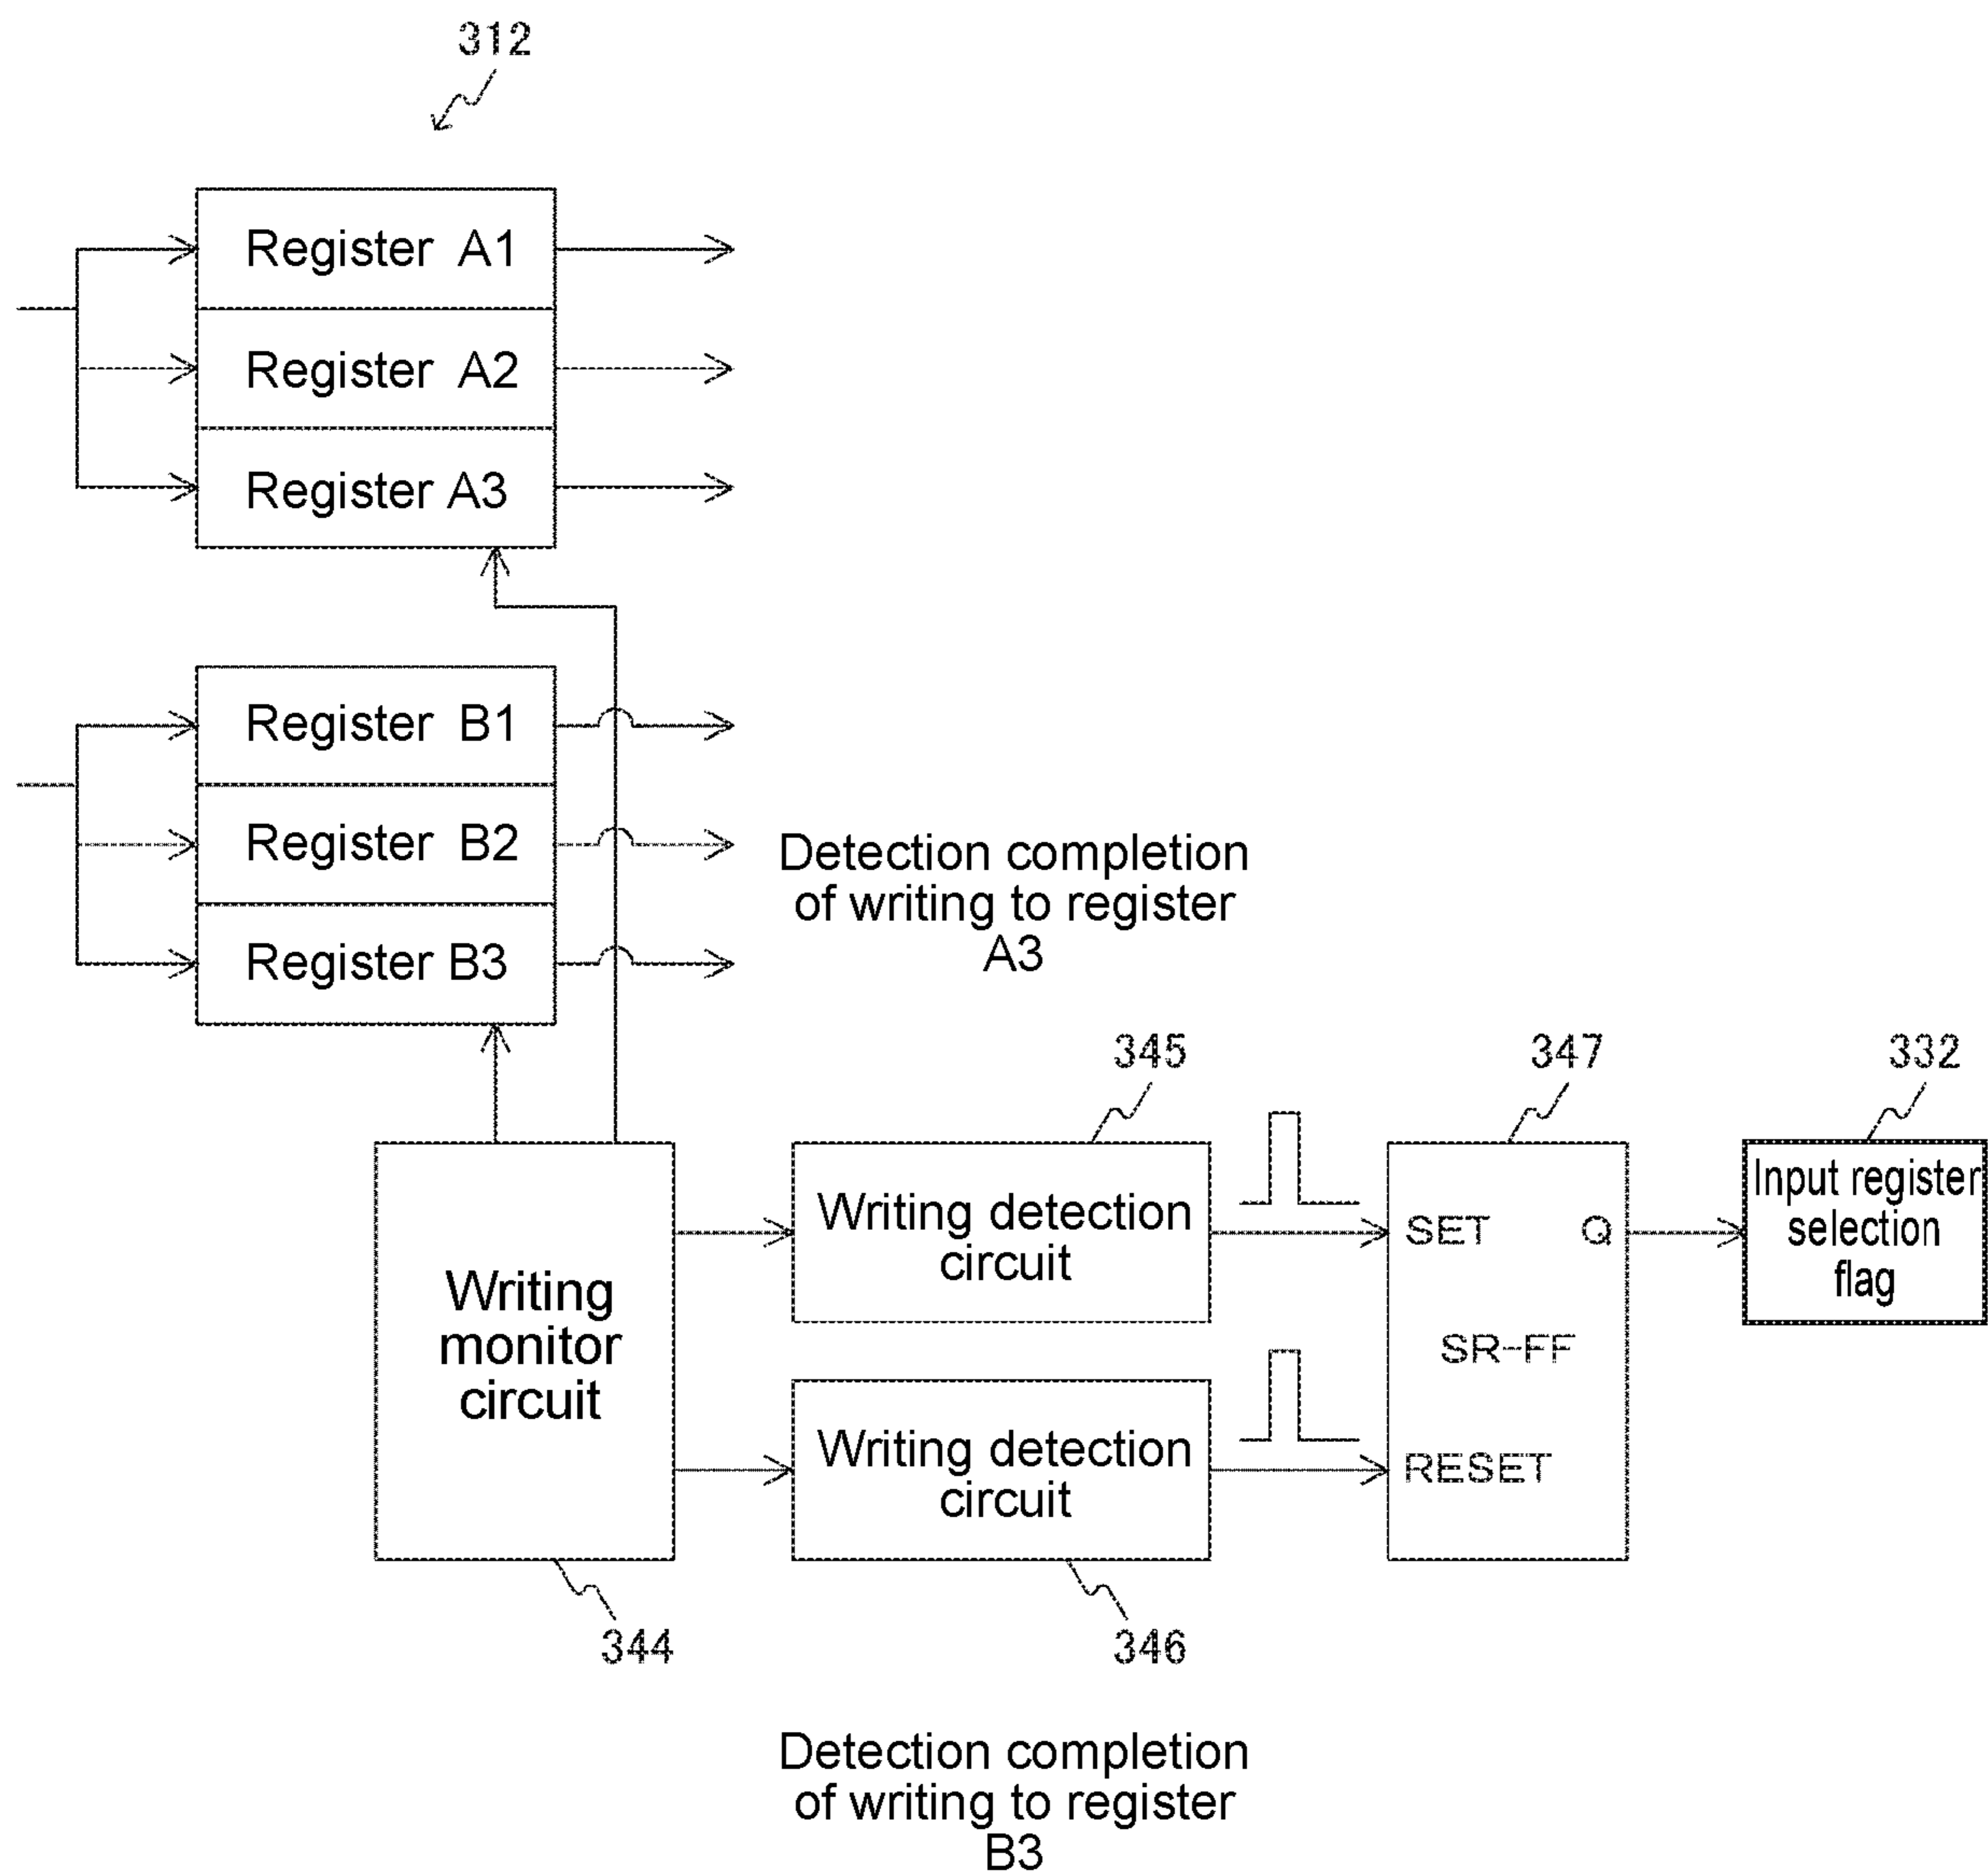 312
Register A1
Register A2
Register A3
Register B1
Register B2
Register B3
Detection completion
of writing to register
A3
345
347
332
Writing
monitor
circuit
Writing detection
circuit
SET
Q
SR-FF
RESET
Input register
selection
flag
Writing detection
circuit
344
346
Detection completion
of writing to register
B3